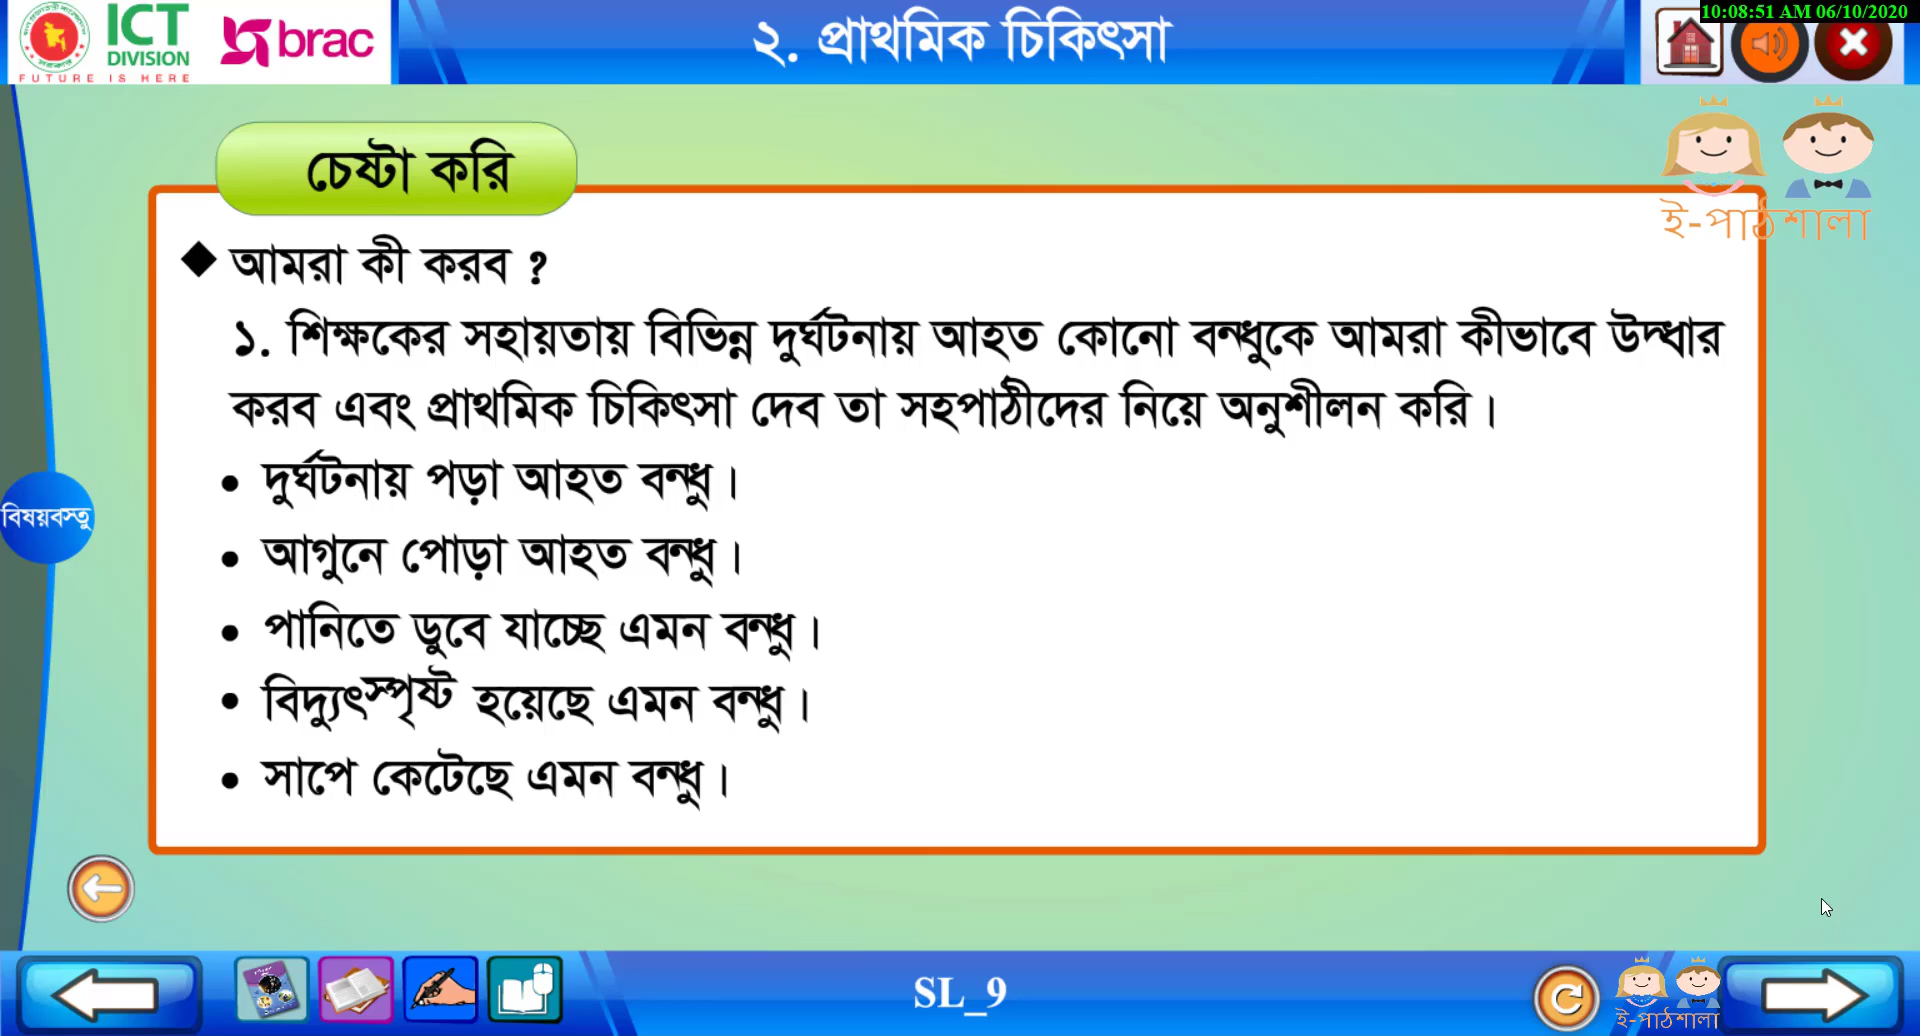 10:08:51 AM 06/10/2020
ICT
DIVISION
FUTURE IS HERE
brac
২. প্রাথমিক চিকিৎসা
ই-পাঠশালা
চেষ্টা করি
আমরা কী করব ?
১. শিক্ষকের সহায়তায় বিভিন্ন দুর্ঘটনায় আহত কোনো বন্ধুকে আমরা কীভাবে উদ্ধার
করব এবং প্রাথমিক চিকিৎসা দেব তা সহপাঠীদের নিয়ে অনুশীলন করি।
• দুর্ঘটনায় পড়া আহত বন্ধু।
• আগুনে পোড়া আহত বন্ধু।
• পানিতে ডুবে যাচ্ছে এমন বন্ধু।
• বিদ্যুৎস্পৃষ্ট হয়েছে এমন বন্ধু।
• সাপে কেটেছে এমন বন্ধু।
বিষয়বস্তু
SL_9
ই-পাঠশালা